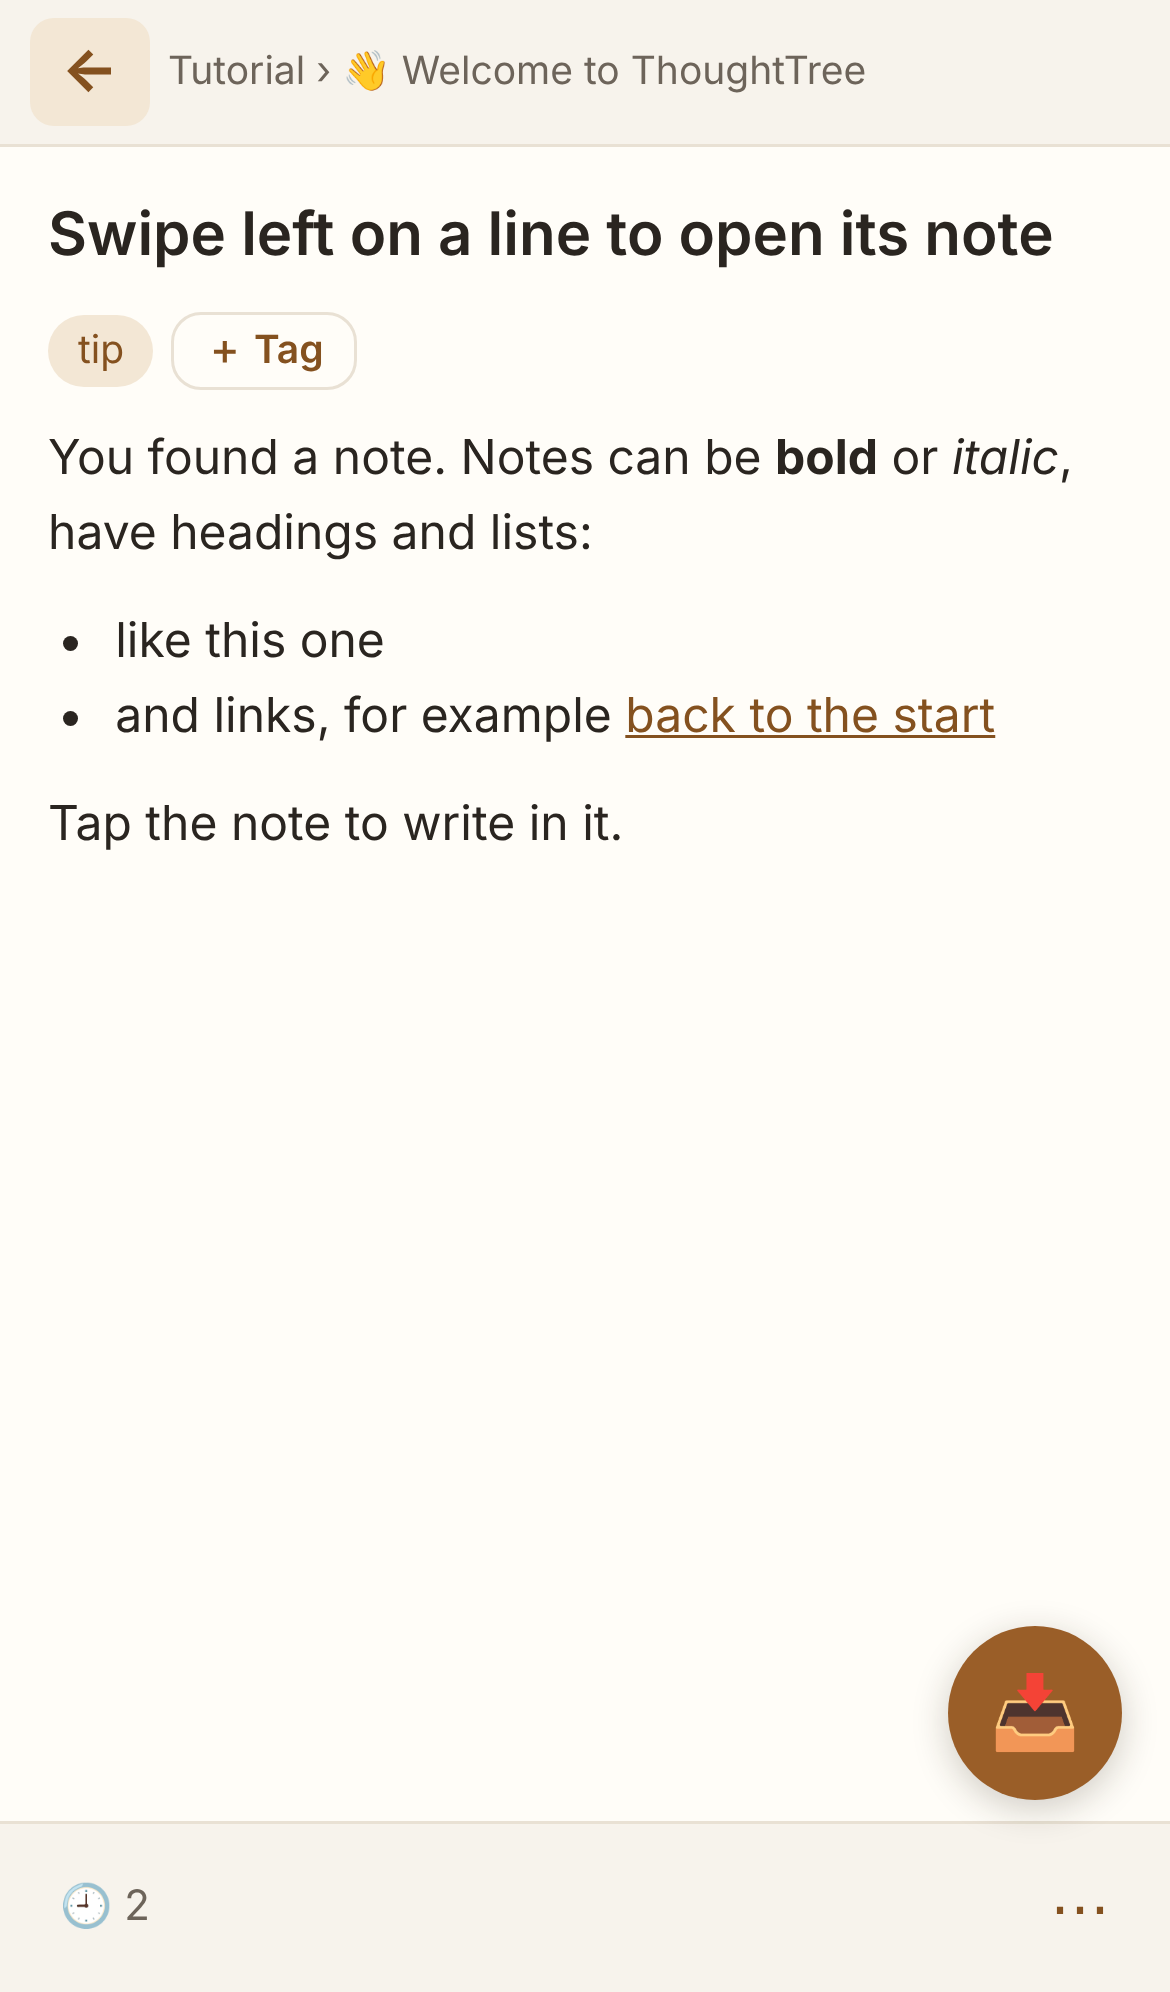 Tutorial › 👋 Welcome to ThoughtTree
Swipe left on a line to open its note
tip
+ Tag
You found a note. Notes can be bold or italic,
have headings and lists:
• like this one
• and links, for example back to the start
Tap the note to write in it.
🕘 2
...